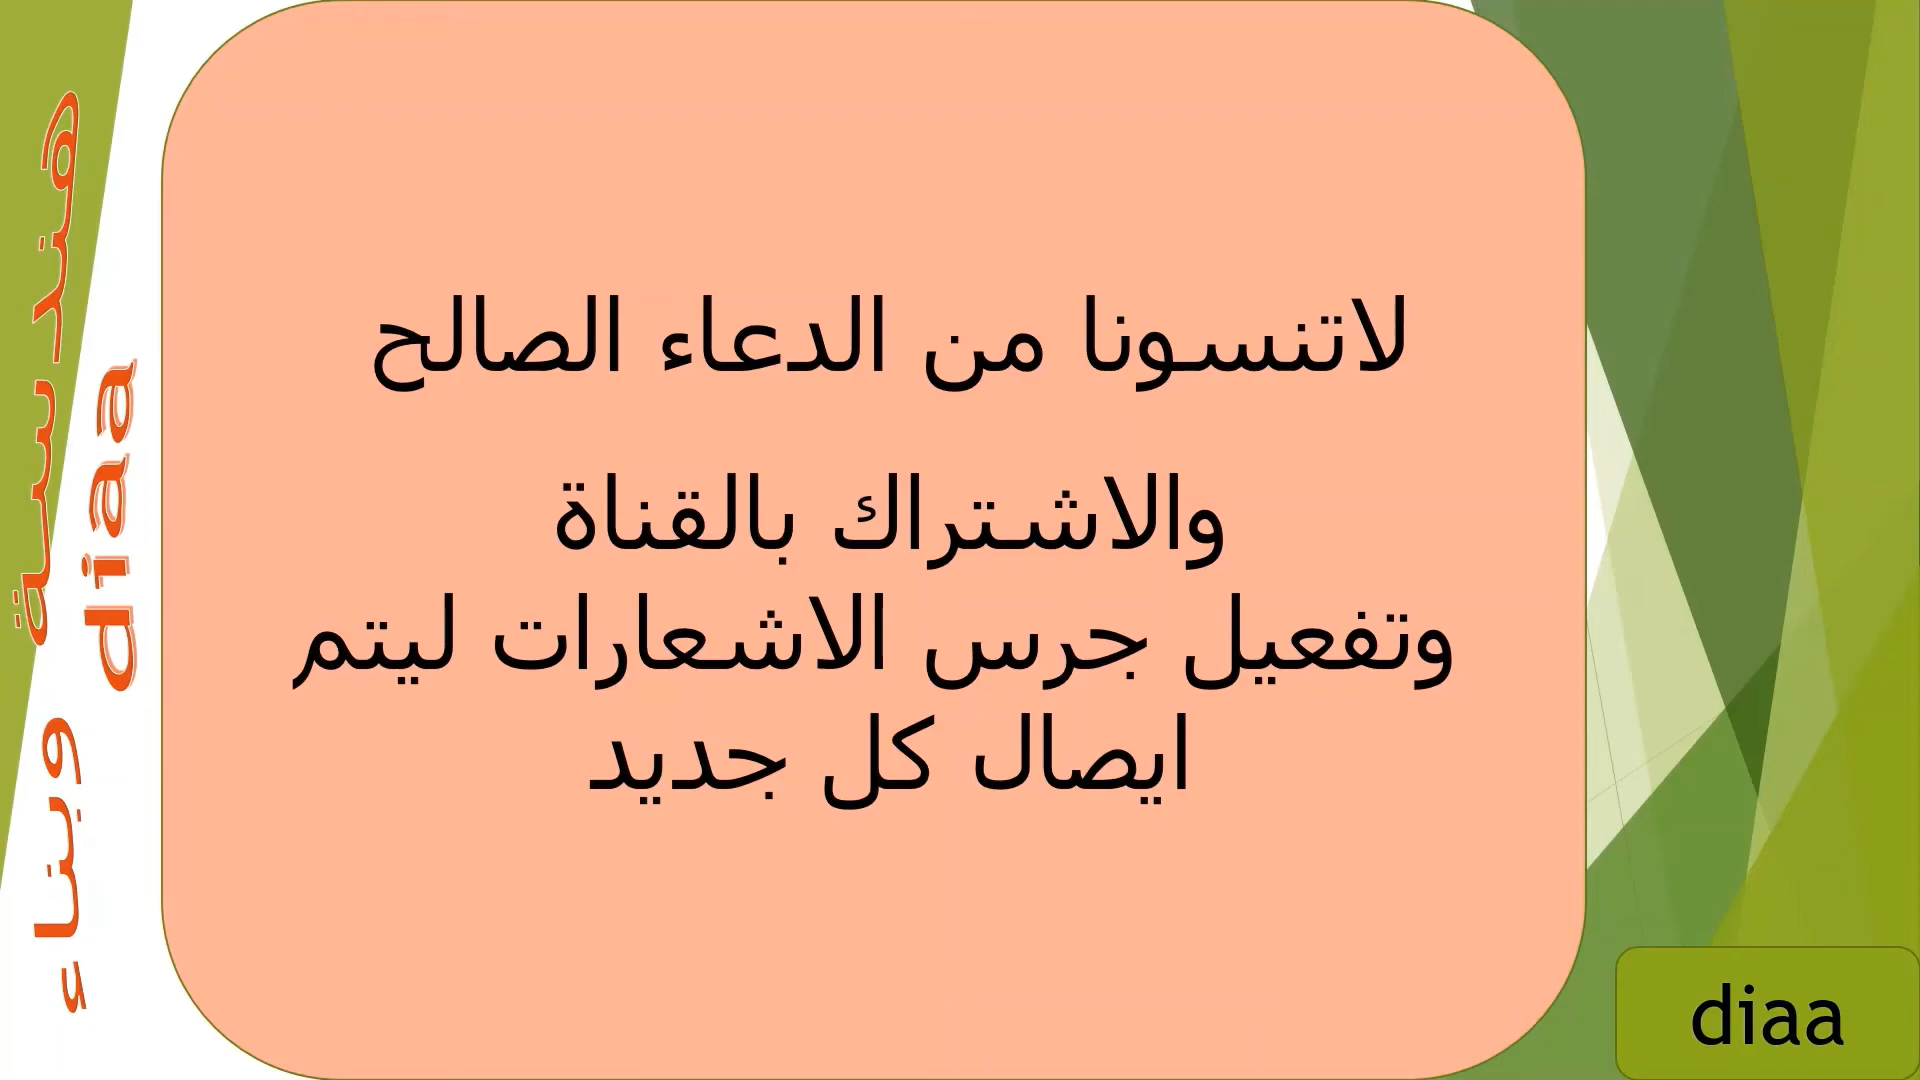 لاتنسونا من الدعاء الصالح
والاشتراك بالقناة
وتفعيل جرس الاشعارات ليتم
ايصال كل جديد
هندسة وبناء
diaa
diaa